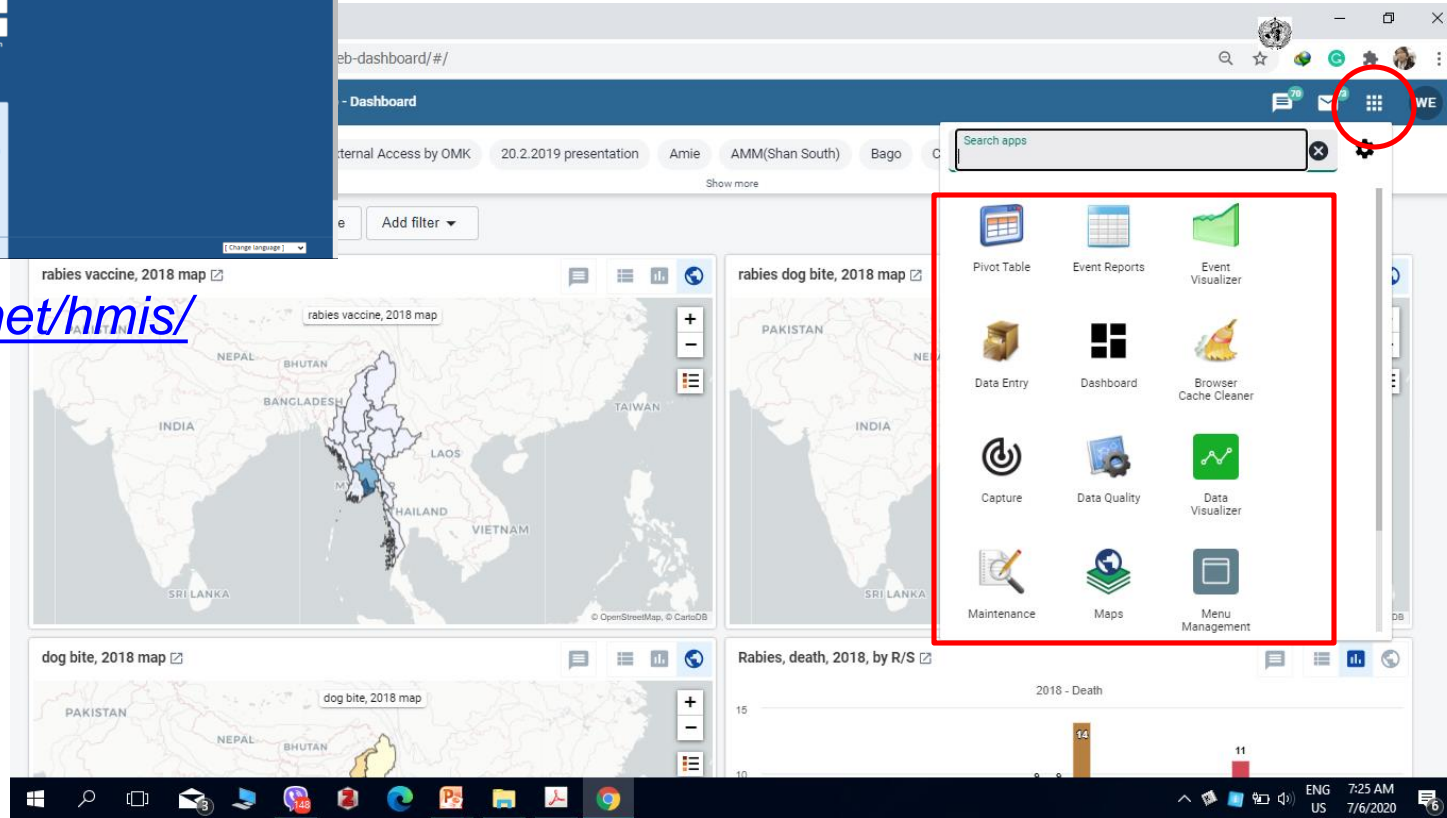 eb-dashboard/#/
- Dashboard
70
WE
xternal Access by OMK
20.2.2019 presentation
Amie
AMM(Shan South)
Bago
C
Show more
Search apps
Add filter
[ Change language ]
net/hmis/
Pivot Table
Event Reports
Event
Visualizer
Data Entry
Dashboard
Browser
Cache Cleaner
Capture
Data Quality
Data
Visualizer
Maintenance
Maps
Menu
Management
rabies vaccine, 2018 map
rabies vaccine, 2018 map
NEPAL
BHUTAN
BANGLADESH
INDIA
TAIWAN
LAOS
THAILAND
VIETNAM
SRI LANKA
© OpenStreetMap, © CartoDB
rabies dog bite, 2018 map
PAKISTAN
INDIA
SRI LANKA
dog bite, 2018 map
dog bite, 2018 map
PAKISTAN
NEPAL
BHUTAN
Rabies, death, 2018, by R/S
2018 - Death
15
14
11
10
9 9
3
148
ENG
US
7:25 AM
7/6/2020
6